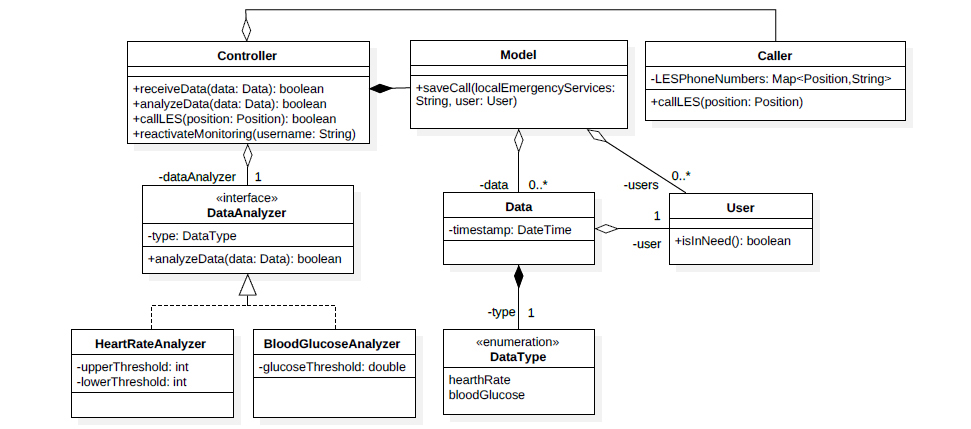 Controller
+receiveData(data: Data): boolean
+analyzeData(data: Data): boolean
+callLES(position: Position): boolean
+reactivateMonitoring(username: String)
Model
+saveCall(localEmergencyServices:
String, user: User)
Caller
-LESPhoneNumbers: Map<Position,String>
+callLES(position: Position)
-dataAnalyzer
1
«interface»
DataAnalyzer
-type: DataType
+analyzeData(data: Data): boolean
-data
0..*
-users
0..*
Data
-timestamp: DateTime
1
-user
User
+isInNeed(): boolean
HeartRateAnalyzer
-upperThreshold: int
-lowerThreshold: int
BloodGlucoseAnalyzer
-glucoseThreshold: double
-type
1
«enumeration»
DataType
hearthRate
bloodGlucose